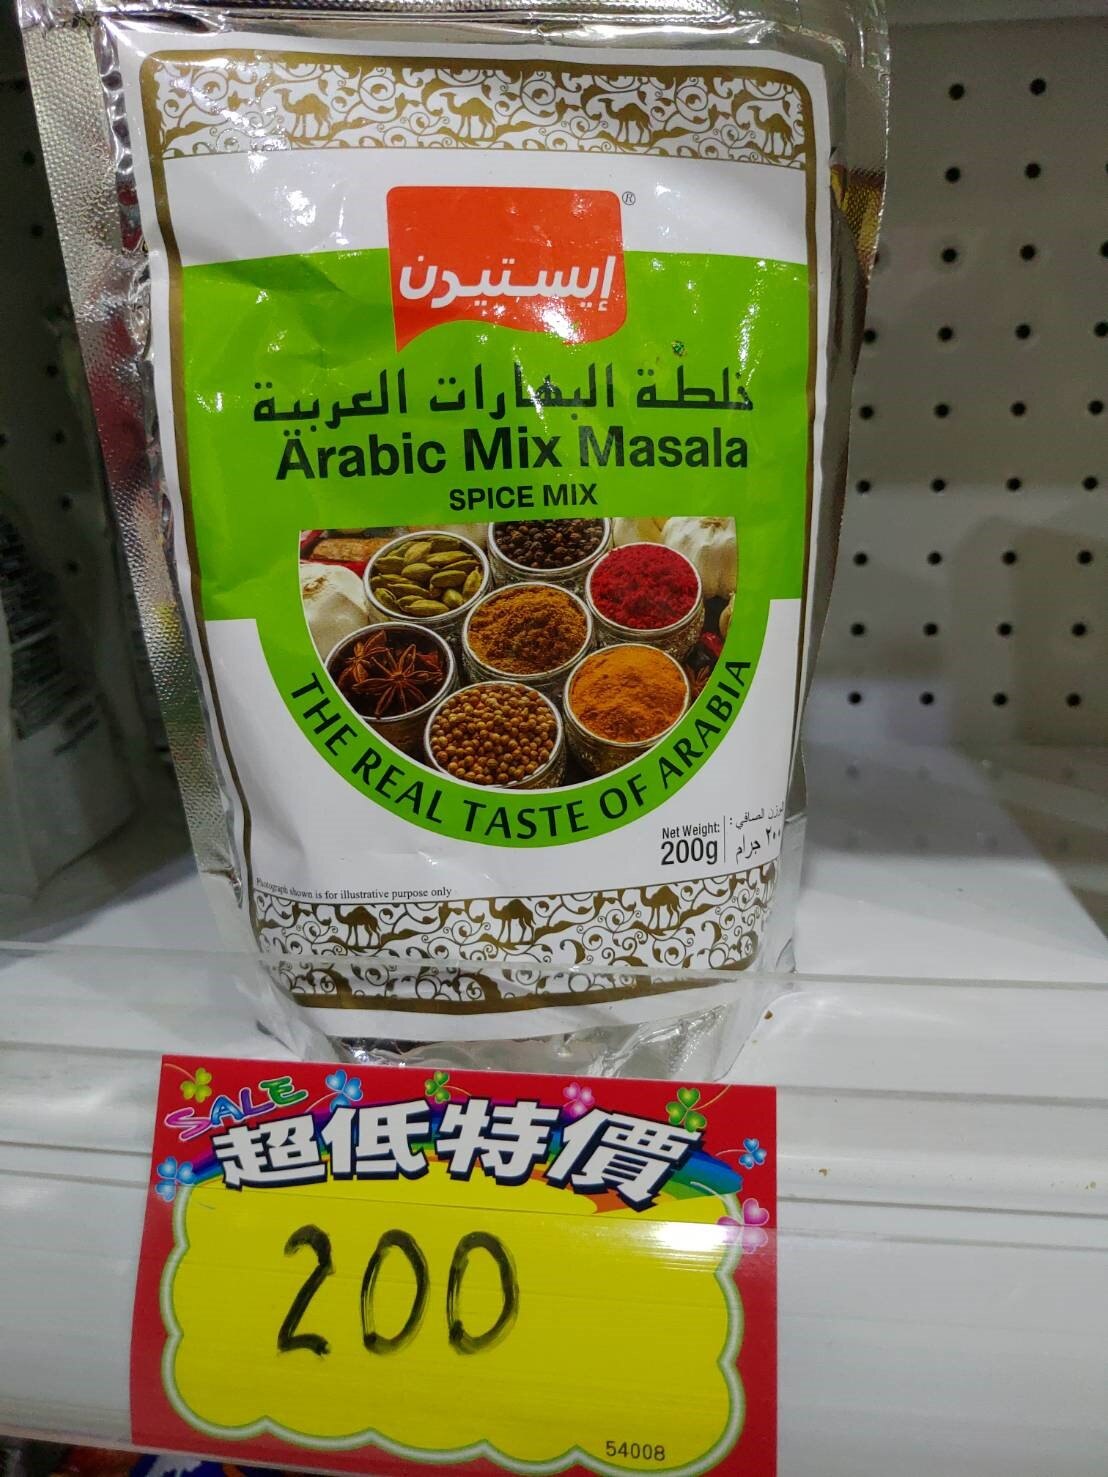 إيستيرن
®
خلطة البهارات العربية
Arabic Mix Masala
SPICE MIX
THE REAL TASTE OF ARABIA
Net Weight:
200g
الوزن الصافي :
٢٠٠ جرام
Photograph shown is for illustrative purpose only
SALE
超低特價
200
54008